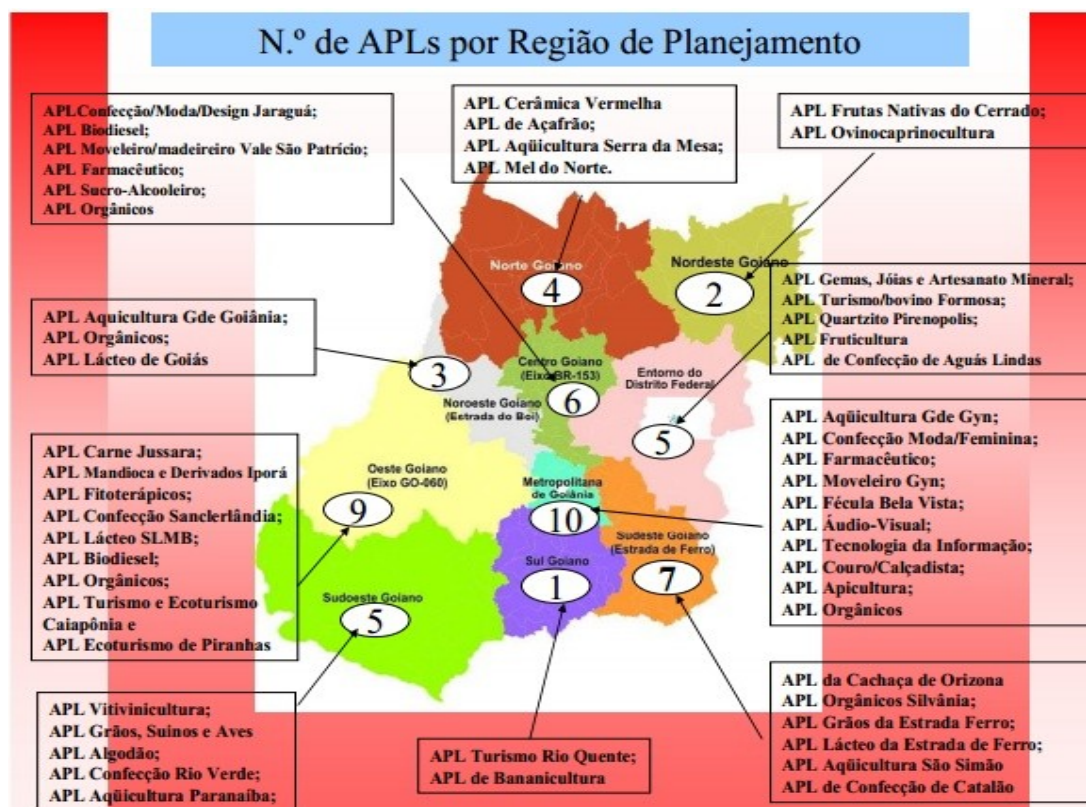 N.º de APLs por Região de Planejamento
APLConfecção/Moda/Design Jaraguá;
APL Biodiesel;
APL Moveleiro/madeireiro Vale São Patrício;
APL Farmacêutico;
APL Sucro-Alcooleiro;
APL Orgânicos
APL Cerâmica Vermelha
APL de Açafrão;
APL Aqüicultura Serra da Mesa;
APL Mel do Norte.
APL Frutas Nativas do Cerrado;
APL Ovinocaprinocultura
Norte Goiano
4
Nordeste Goiano
2
APL Gemas, Jóias e Artesanato Mineral;
APL Turismo/bovino Formosa;
APL Quartzito Pirenopolis;
APL Fruticultura
APL de Confecção de Aguás Lindas
APL Aquicultura Gde Goiânia;
APL Orgânicos;
APL Lácteo de Goiás
3
Noroeste Goiano
(Estrada do Boi)
Centro Goiano
(Eixo BR-153)
6
Entorno do
Distrito Federal
5
APL Carne Jussara;
APL Mandioca e Derivados Iporá
APL Fitoterápicos;
APL Confecção Sanclerlândia;
APL Lácteo SLMB;
APL Biodiesel;
APL Orgânicos;
APL Turismo e Ecoturismo
Caiapônia e
APL Ecoturismo de Piranhas
Oeste Goiano
(Eixo GO-060)
9
Metropolitana
de Goiânia
10
APL Aqüicultura Gde Gyn;
APL Confecção Moda/Feminina;
APL Farmacêutico;
APL Moveleiro Gyn;
APL Fécula Bela Vista;
APL Áudio-Visual;
APL Tecnologia da Informação;
APL Couro/Calçadista;
APL Apicultura;
APL Orgânicos
Sudeste Goiano
(Estrada de Ferro)
7
Sul Goiano
1
Sudoeste Goiano
5
APL Vitivinicultura;
APL Grãos, Suinos e Aves
APL Algodão;
APL Confecção Rio Verde;
APL Aqüicultura Paranaíba;
APL Turismo Rio Quente;
APL de Bananicultura
APL da Cachaça de Orizona
APL Orgânicos Silvânia;
APL Grãos da Estrada Ferro;
APL Lácteo da Estrada de Ferro;
APL Aqüicultura São Simão
APL de Confecção de Catalão